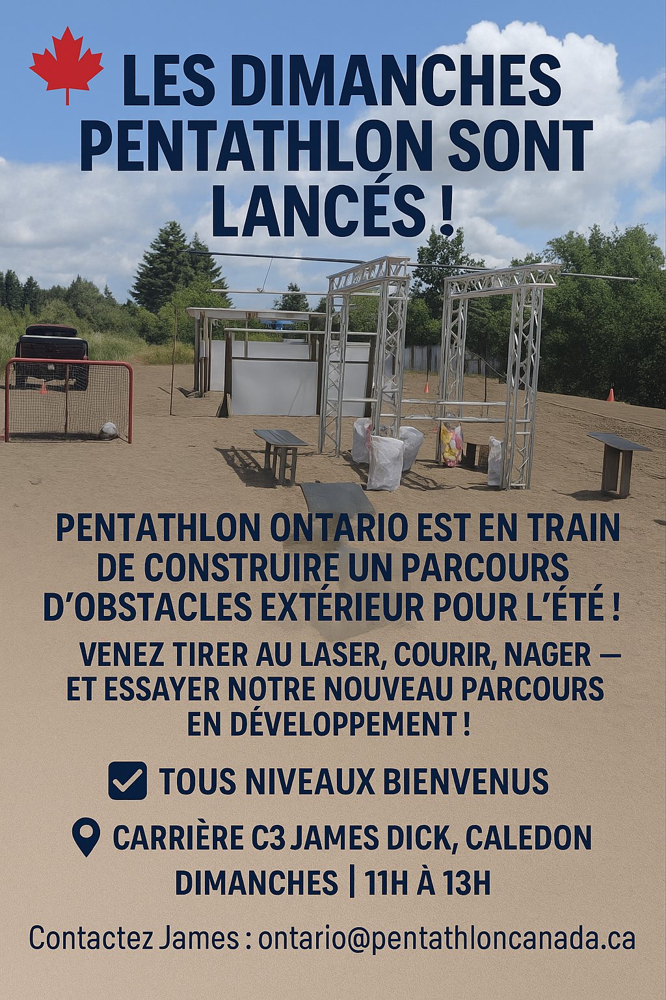 LES DIMANCHES
PENTATHLON SONT
LANCÉS !
PENTATHLON ONTARIO EST EN TRAIN
DE CONSTRUIRE UN PARCOURS
D’OBSTACLES EXTÉRIEUR POUR L’ÉTÉ !
VENEZ TIRER AU LASER, COURIR, NAGER —
ET ESSAYER NOTRE NOUVEAU PARCOURS
EN DÉVELOPPEMENT !
TOUS NIVEAUX BIENVENUS
CARRIÈRE C3 JAMES DICK, CALEDON
DIMANCHES | 11H À 13H
Contactez James : ontario@pentathloncanada.ca